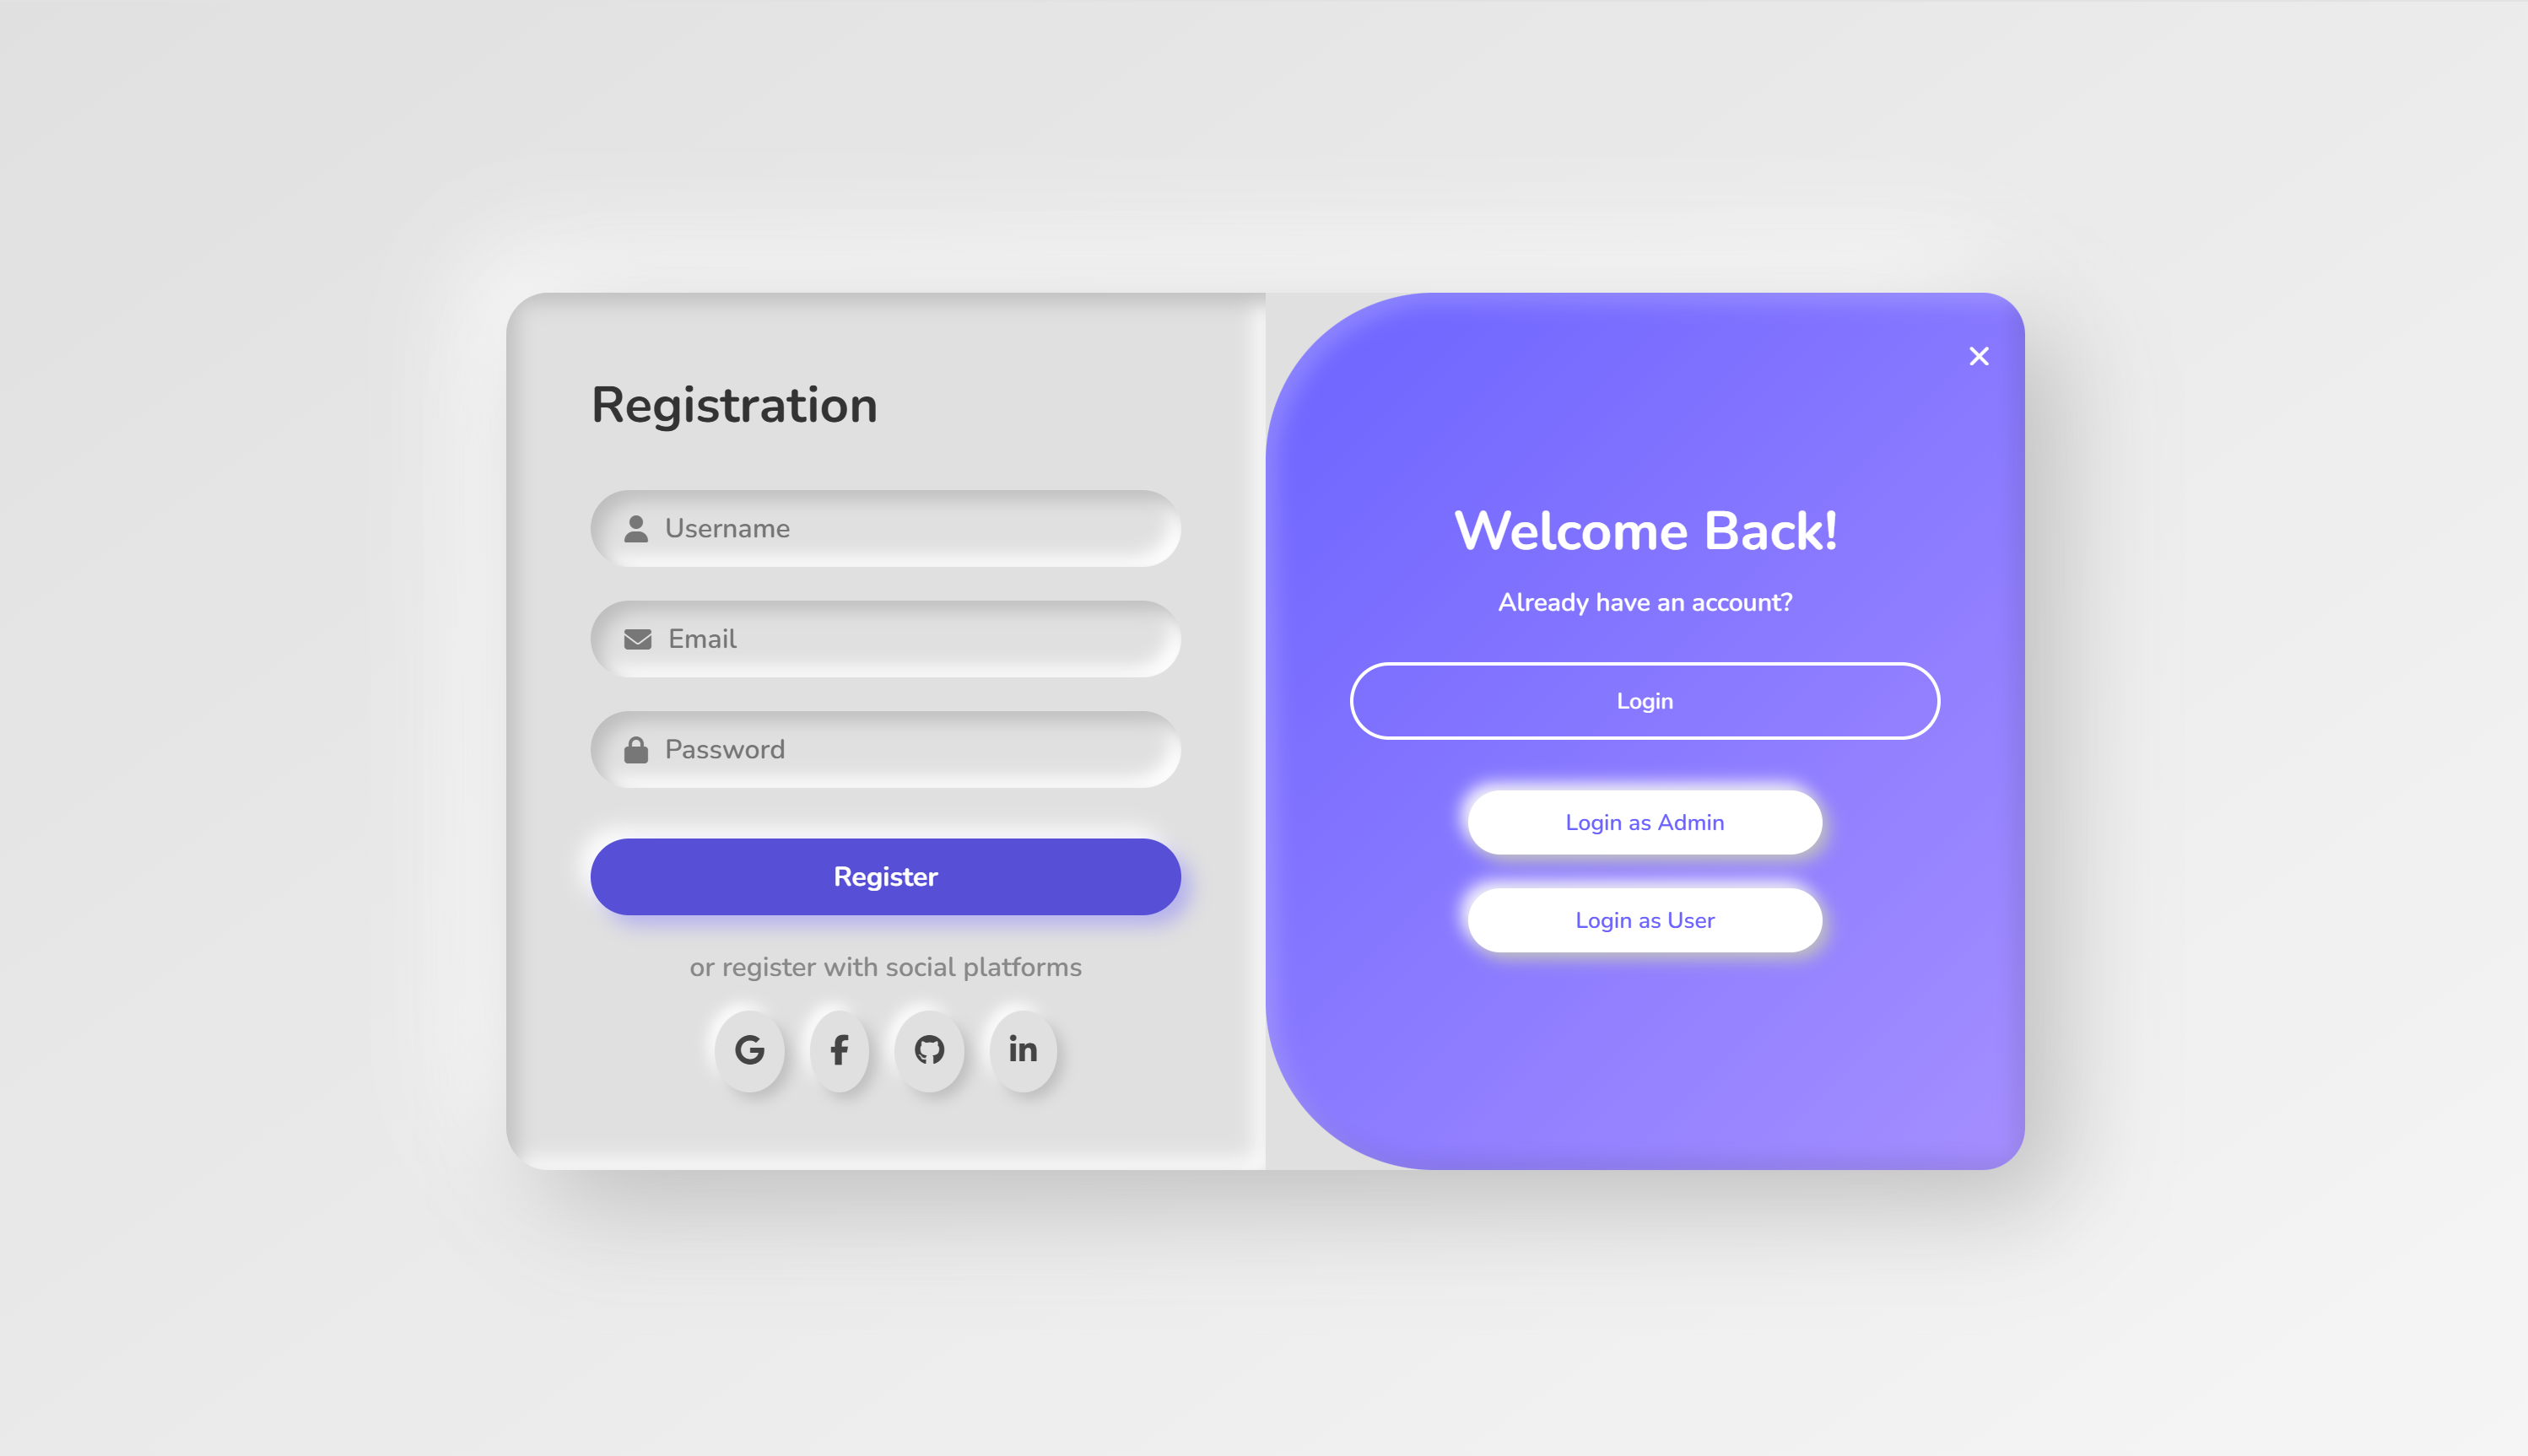 Registration
Username
Email
Password
Register
or register with social platforms
Welcome Back!
Already have an account?
Login
Login as Admin
Login as User